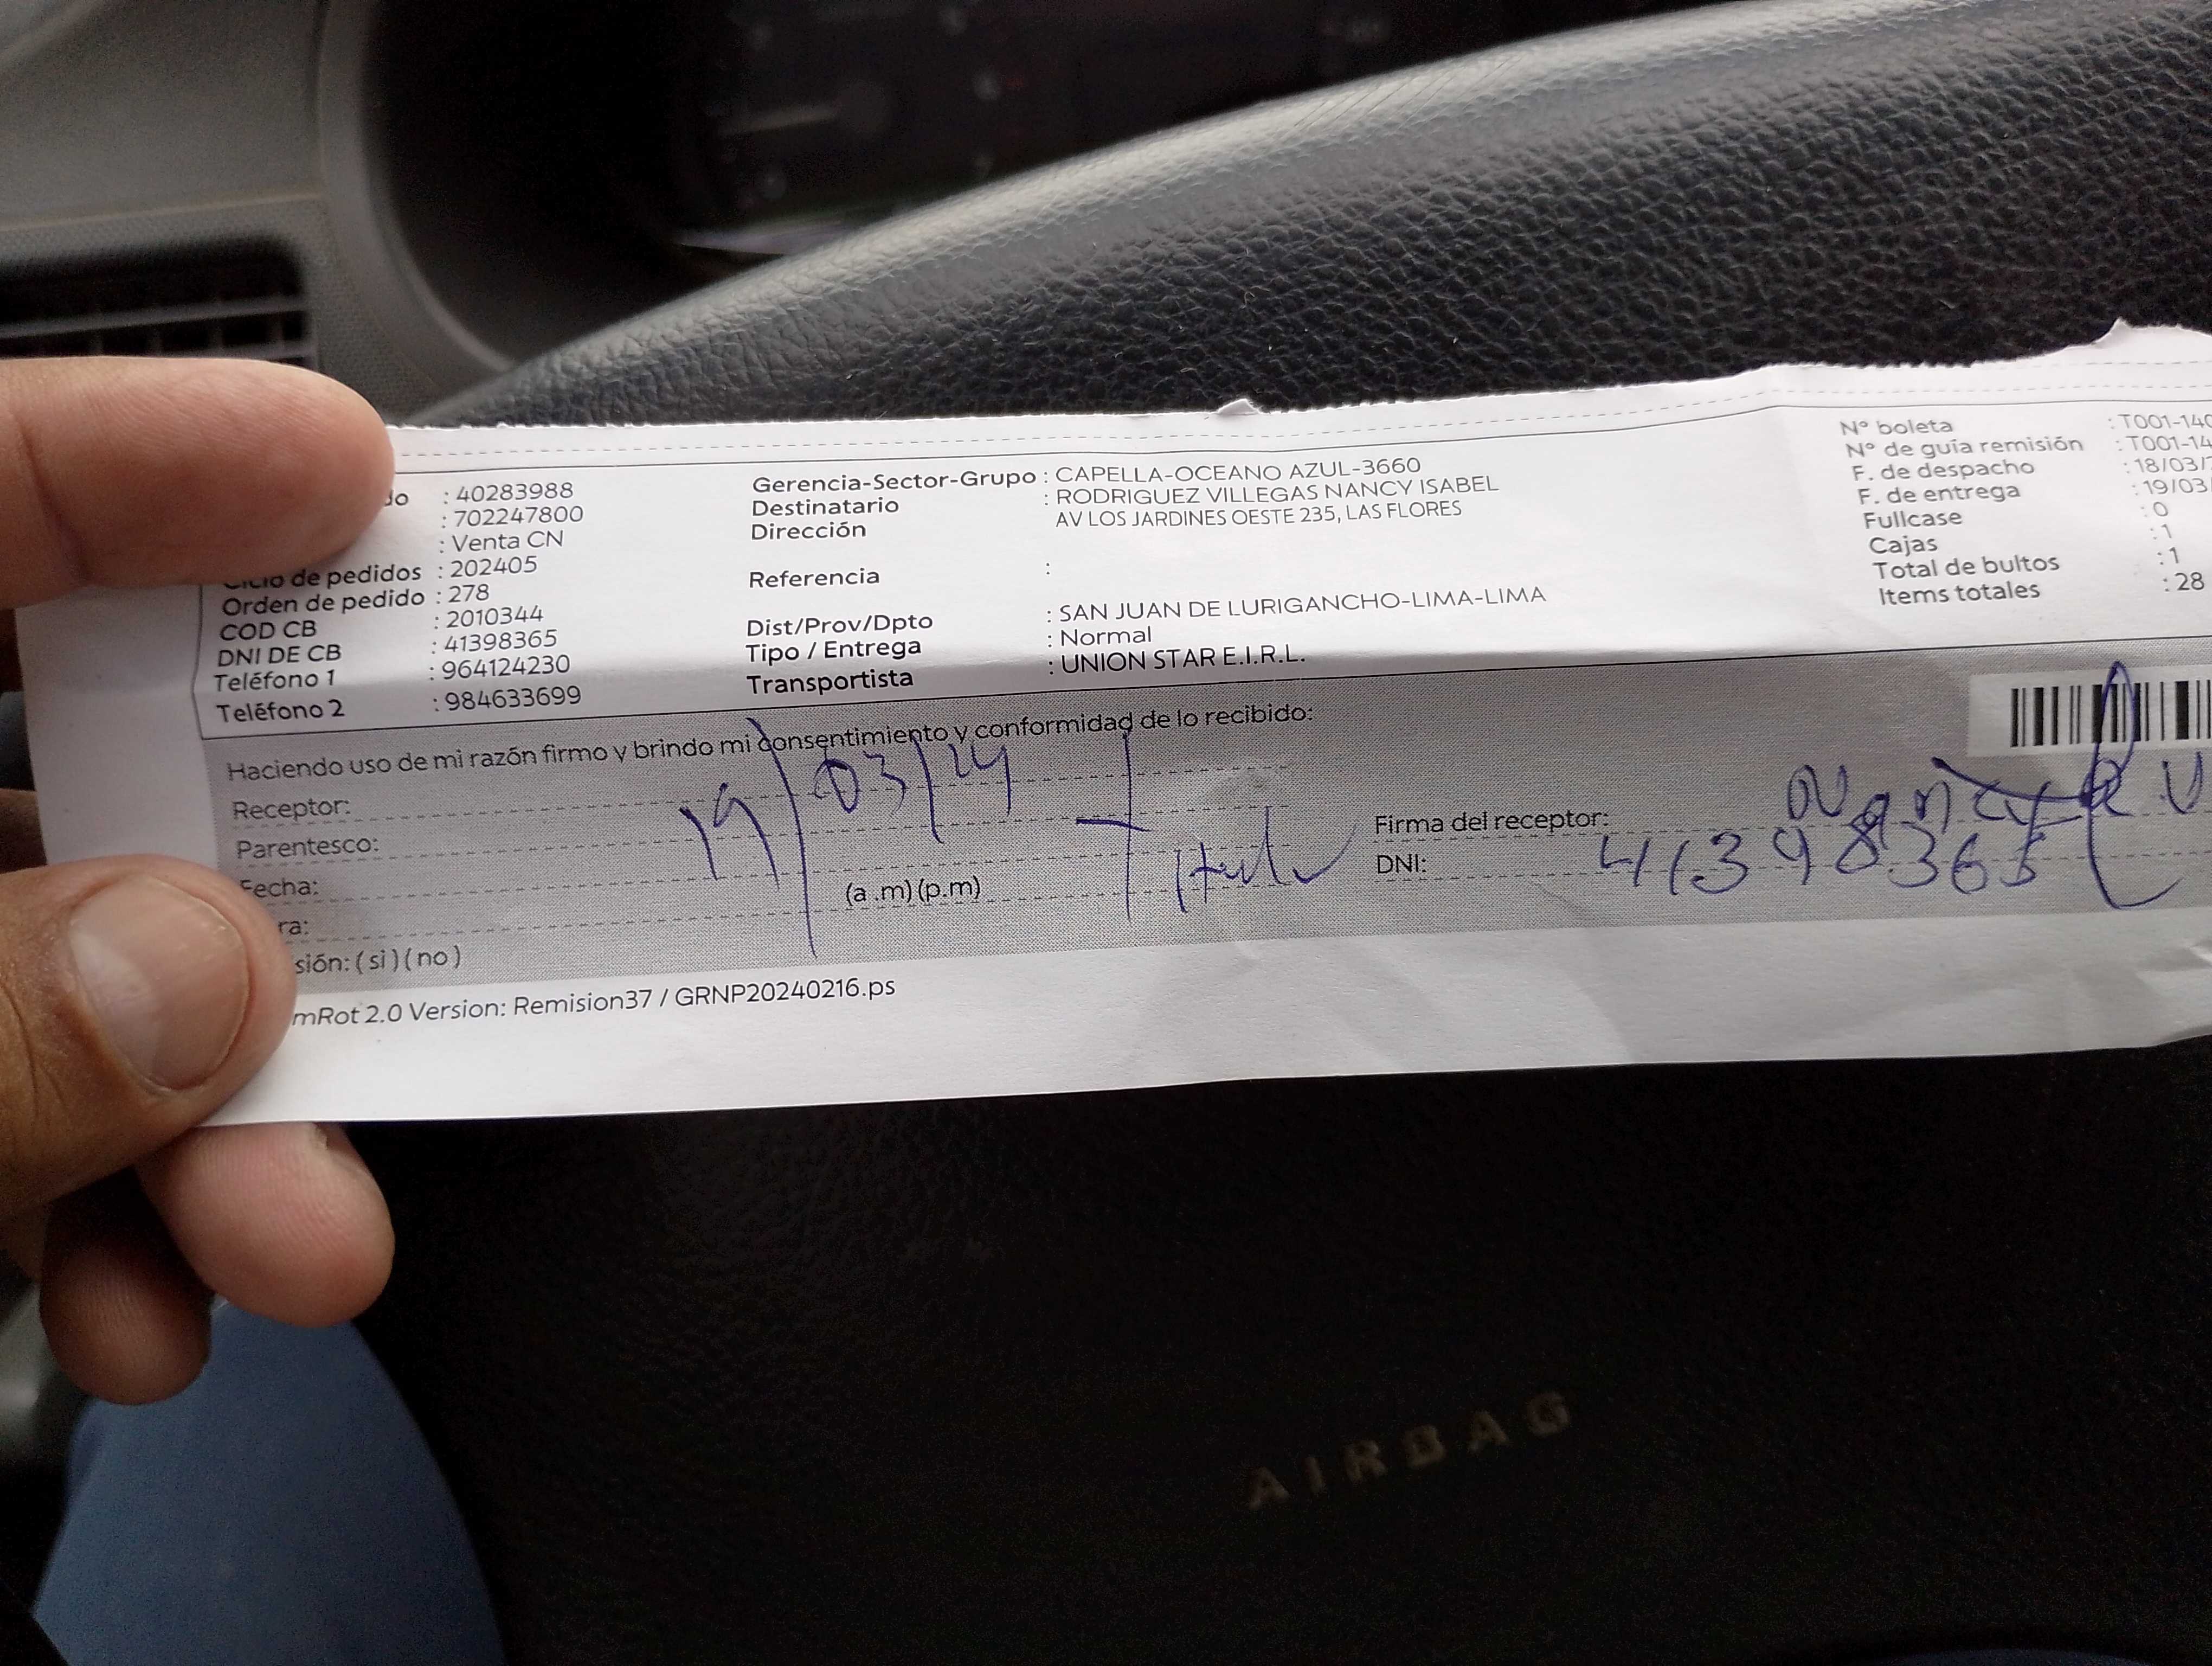 do : 40283988
: 702247800
: Venta CN
Ciclo de pedidos : 202405
Orden de pedido : 278
COD CB : 2010344
DNI DE CB : 41398365
Teléfono 1 : 964124230
Teléfono 2 : 984633699
Gerencia-Sector-Grupo : CAPELLA-OCEANO AZUL-3660
Destinatario : RODRIGUEZ VILLEGAS NANCY ISABEL
Dirección AV LOS JARDINES OESTE 235, LAS FLORES
Referencia :
Dist/Prov/Dpto : SAN JUAN DE LURIGANCHO-LIMA-LIMA
Tipo / Entrega : Normal
Transportista : UNION STAR E.I.R.L.
N° boleta : T001-140
N° de guía remisión : T001-14
F. de despacho : 18/03/
F. de entrega : 19/03/
Fullcase : 0
Cajas : 1
Total de bultos : 1
Items totales : 28
Haciendo uso de mi razón firmo y brindo mi consentimiento y conformidad de lo recibido:
Receptor:
Parentesco:
Fecha:
ra: (a .m) (p.m)
sión: ( si ) ( no )
19/03/24
Firma del receptor: Nancy R V
DNI: 41398365
mRot 2.0 Version: Remision37 / GRNP20240216.ps
AIRBAG